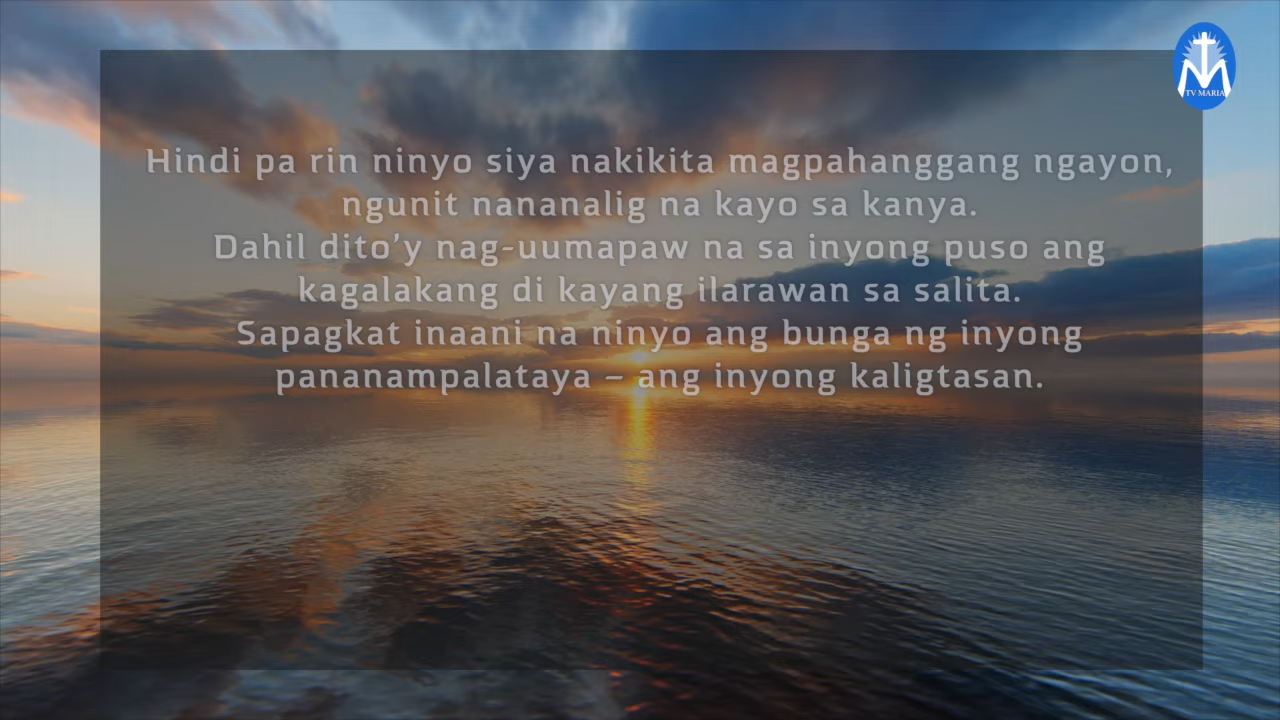 TV MARIA
Hindi pa rin ninyo siya nakikita magpahanggang ngayon,
ngunit nananalig na kayo sa kanya.
Dahil dito’y nag-uumapaw na sa inyong puso ang
kagalakang di kayang ilarawan sa salita.
Sapagkat inaani na ninyo ang bunga ng inyong
pananampalataya – ang inyong kaligtasan.